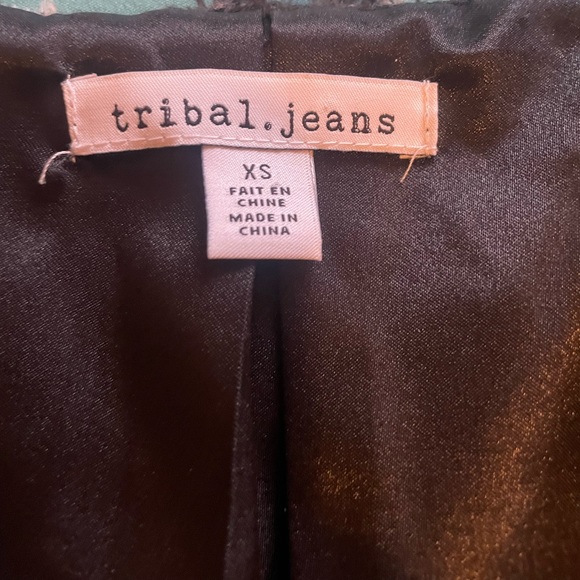 tribal.jeans
XS
FAIT EN
CHINE
MADE IN
CHINA